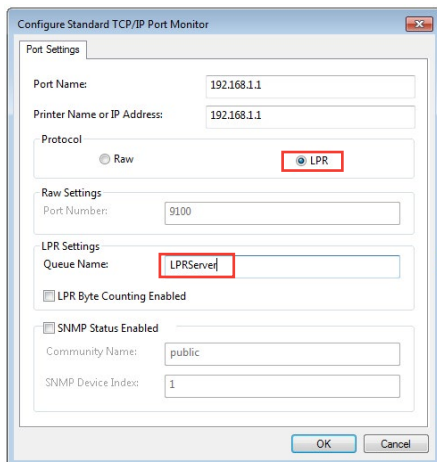 Configure Standard TCP/IP Port Monitor
Port Settings
Port Name: 192.168.1.1
Printer Name or IP Address: 192.168.1.1
Protocol
Raw LPR
Raw Settings
Port Number: 9100
LPR Settings
Queue Name: LPRServer
LPR Byte Counting Enabled
SNMP Status Enabled
Community Name: public
SNMP Device Index: 1
OK Cancel